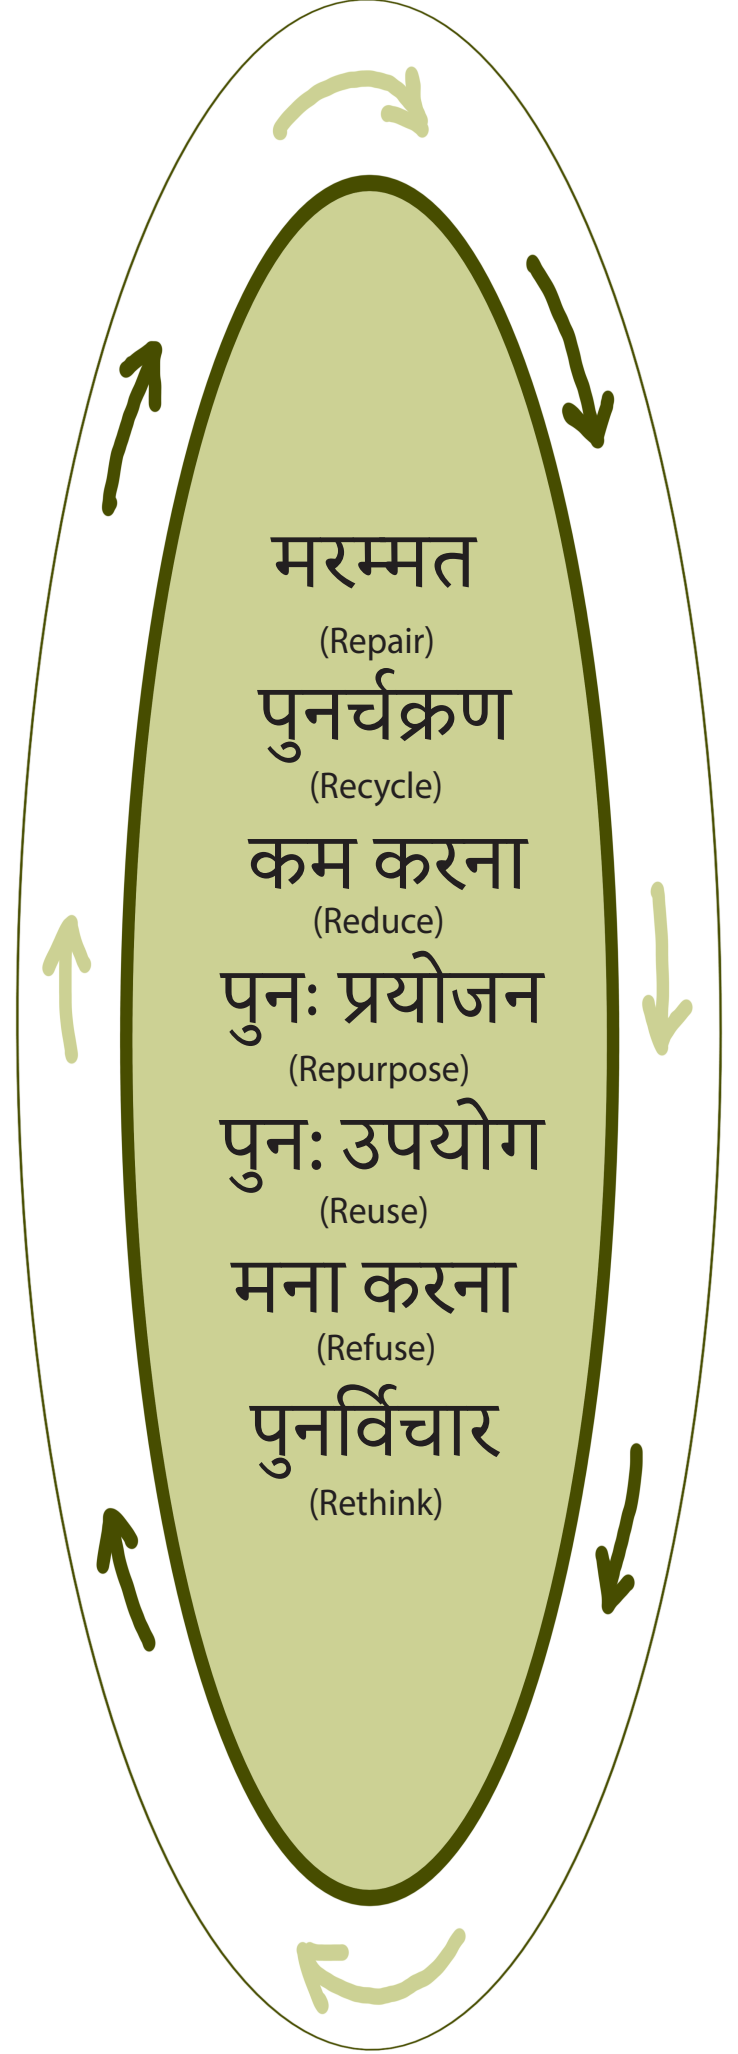 मरम्मत
(Repair)
पुनर्चक्रण
(Recycle)
कम करना
(Reduce)
पुनः प्रयोजन
(Repurpose)
पुन: उपयोग
(Reuse)
मना करना
(Refuse)
पुनर्विचार
(Rethink)